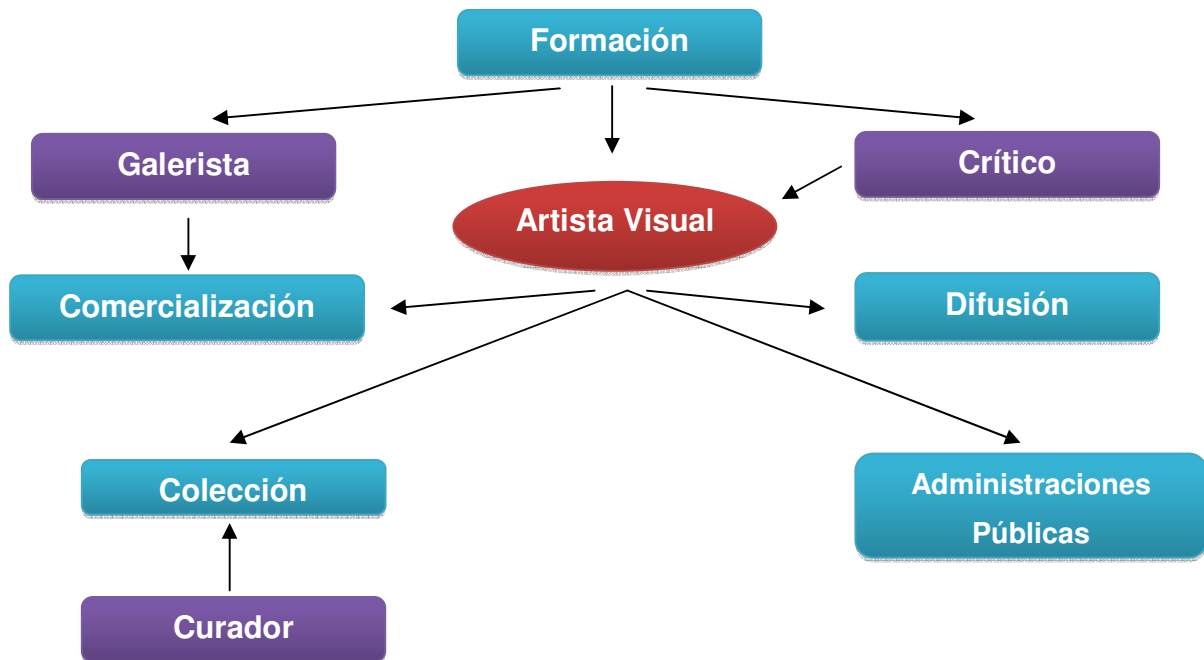 Formación
Galerista
Crítico
Artista Visual
Comercialización
Difusión
Colección
Administraciones
Públicas
Curador